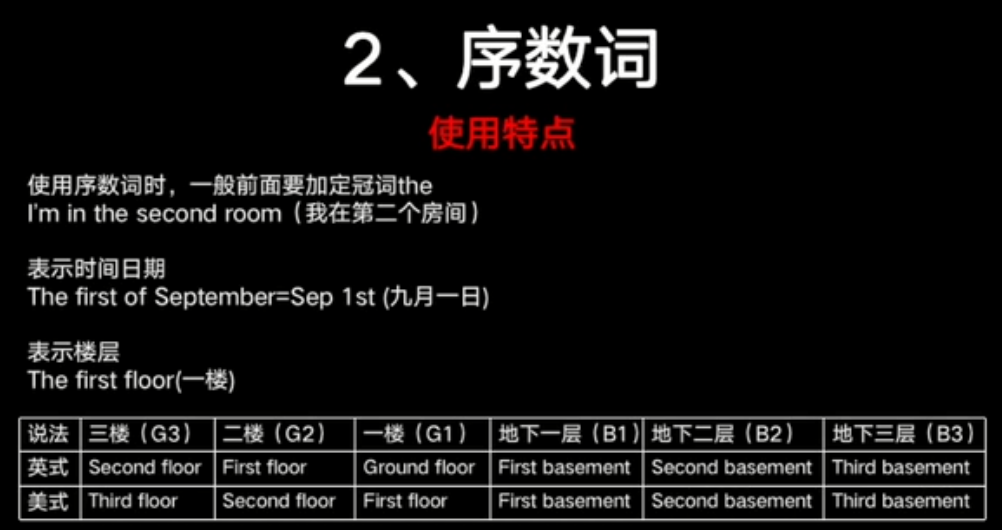 2、序数词
使用特点
使用序数词时，一般前面要加定冠词the
I'm in the second room（我在第二个房间）
表示时间日期
The first of September=Sep 1st (九月一日)
表示楼层
The first floor(一楼)
说法 三楼（G3） 二楼（G2） 一楼（G1） 地下一层（B1） 地下二层（B2） 地下三层（B3）
英式 Second floor First floor Ground floor First basement Second basement Third basement
美式 Third floor Second floor First floor First basement Second basement Third basement